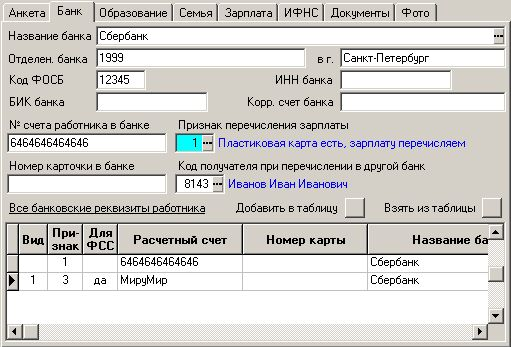 Анкета Банк Образование Семья Зарплата ИФНС Документы Фото
Название банка Сбербанк
Отделен. банка 1999 в г. Санкт-Петербург
Код ФОСБ 12345 ИНН банка
БИК банка Корр. счет банка
№ счета работника в банке Признак перечисления зарплаты
6464646464646 1 Пластиковая карта есть, зарплату перечисляем
Номер карточки в банке Код получателя при перечислении в другой банк
8143 Иванов Иван Иванович
Все банковские реквизиты работника Добавить в таблицу Взять из таблицы
Вид При-знак Для ФСС Расчетный счет Номер карты Название ба
1 6464646464646 Сбербанк
1 3 да МируМир Сбербанк